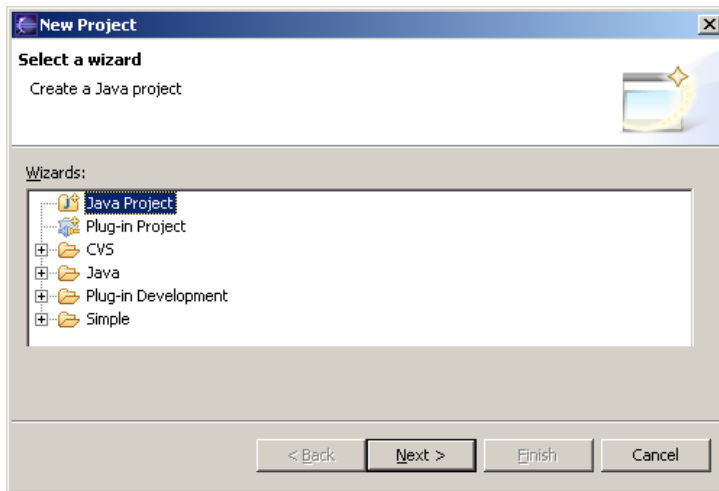 New Project
Select a wizard
Create a Java project
Wizards:
Java Project
Plug-in Project
CVS
Java
Plug-in Development
Simple
< Back Next > Finish Cancel